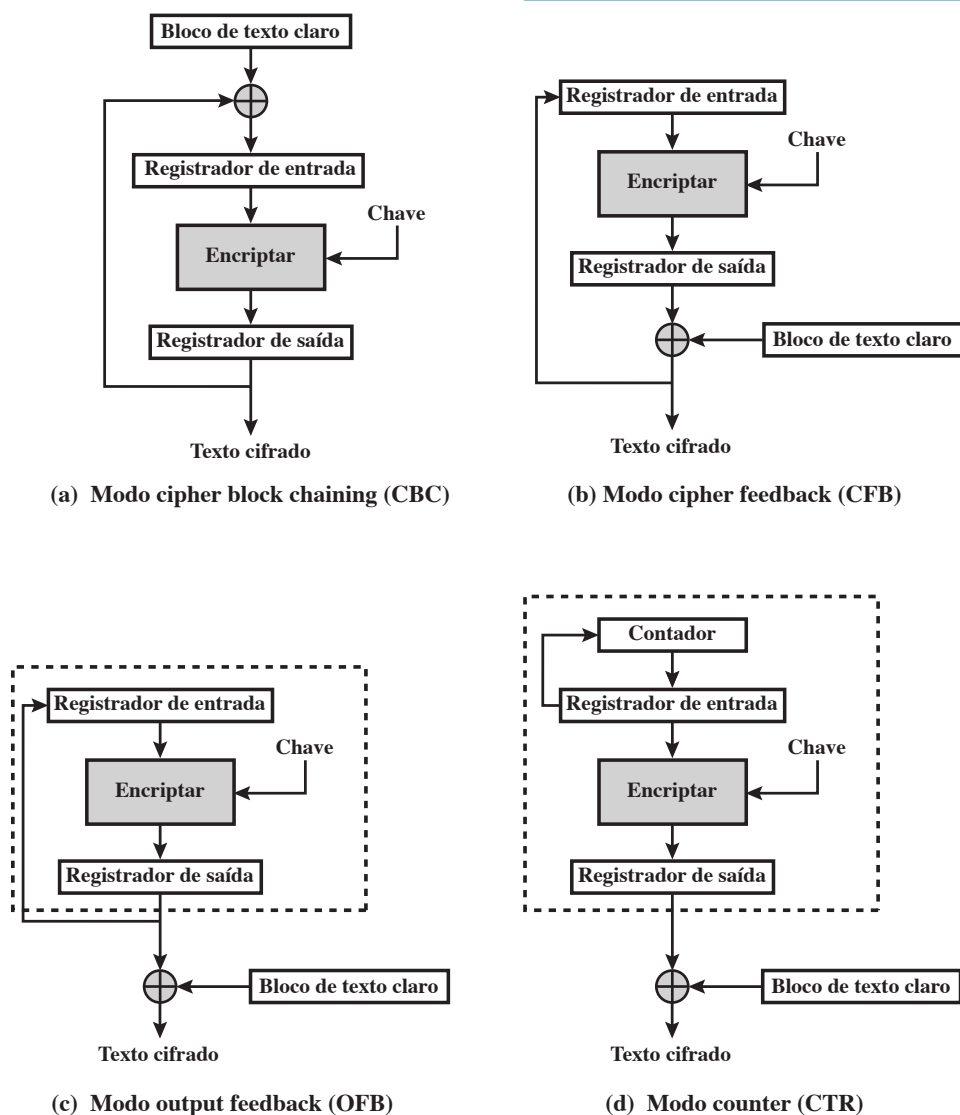 Bloco de texto claro
Registrador de entrada
Chave
Encriptar
Registrador de saída
Texto cifrado
(a) Modo cipher block chaining (CBC)
Registrador de entrada
Chave
Encriptar
Registrador de saída
Bloco de texto claro
Texto cifrado
(b) Modo cipher feedback (CFB)
Registrador de entrada
Chave
Encriptar
Registrador de saída
Bloco de texto claro
Texto cifrado
(c) Modo output feedback (OFB)
Contador
Registrador de entrada
Chave
Encriptar
Registrador de saída
Bloco de texto claro
Texto cifrado
(d) Modo counter (CTR)